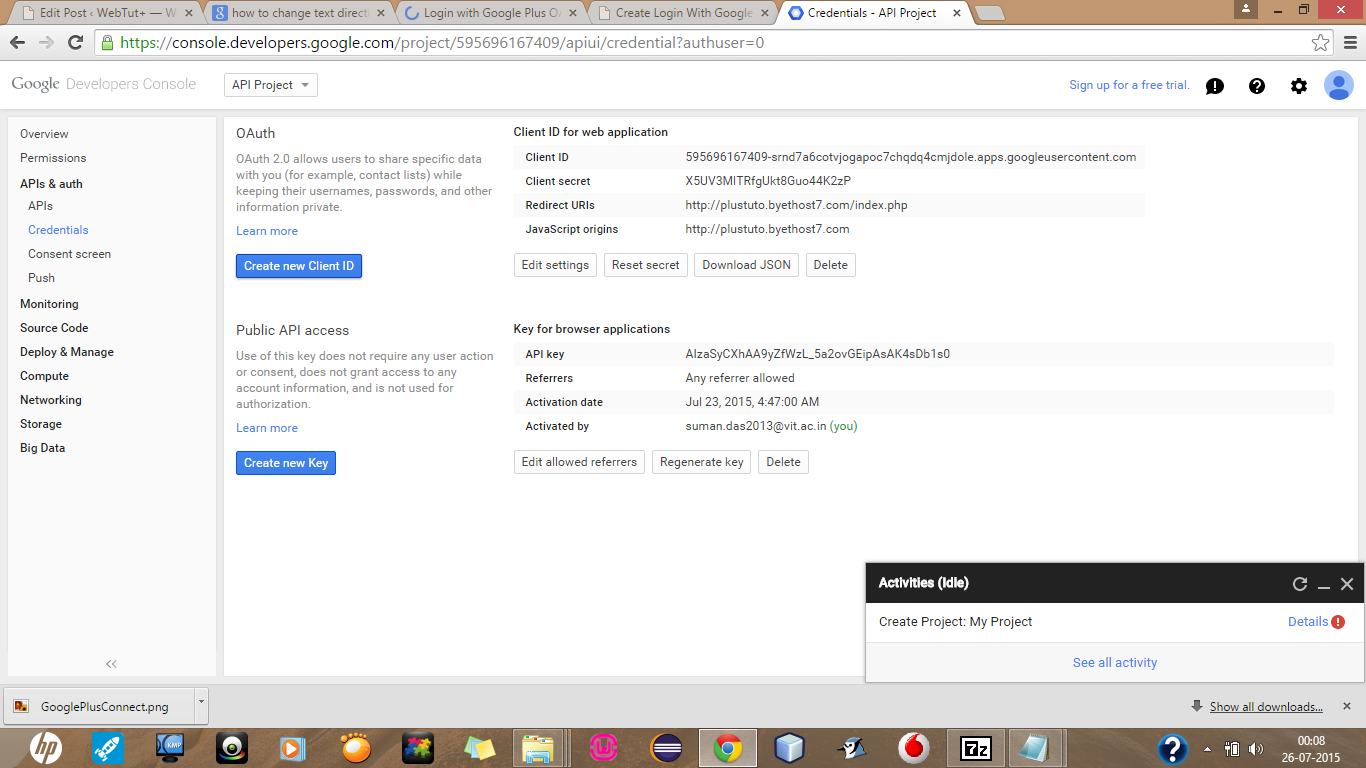 Edit Post ‹ WebTut+ — W
how to change text directi
Login with Google Plus OA
Create Login With Google
Credentials - API Project
https://console.developers.google.com/project/595696167409/apiui/credential?authuser=0
Google Developers Console
API Project
Sign up for a free trial.
Overview
Permissions
APIs & auth
APIs
Credentials
Consent screen
Push
Monitoring
Source Code
Deploy & Manage
Compute
Networking
Storage
Big Data
OAuth
OAuth 2.0 allows users to share specific data
with you (for example, contact lists) while
keeping their usernames, passwords, and other
information private.
Learn more
Create new Client ID
Client ID for web application
Client ID 595696167409-srnd7a6cotvjogapoc7chqdq4cmjdole.apps.googleusercontent.com
Client secret X5UV3MITRfgUkt8Guo44K2zP
Redirect URIs http://plustuto.byethost7.com/index.php
JavaScript origins http://plustuto.byethost7.com
Edit settings Reset secret Download JSON Delete
Public API access
Use of this key does not require any user action
or consent, does not grant access to any
account information, and is not used for
authorization.
Learn more
Create new Key
Key for browser applications
API key AIzaSyCXhAA9yZfWzL_5a2ovGEipAsAK4sDb1s0
Referrers Any referrer allowed
Activation date Jul 23, 2015, 4:47:00 AM
Activated by suman.das2013@vit.ac.in (you)
Edit allowed referrers Regenerate key Delete
Activities (Idle)
Create Project: My Project Details
See all activity
GooglePlusConnect.png
Show all downloads...
hp
KMP
7z
00:08
26-07-2015